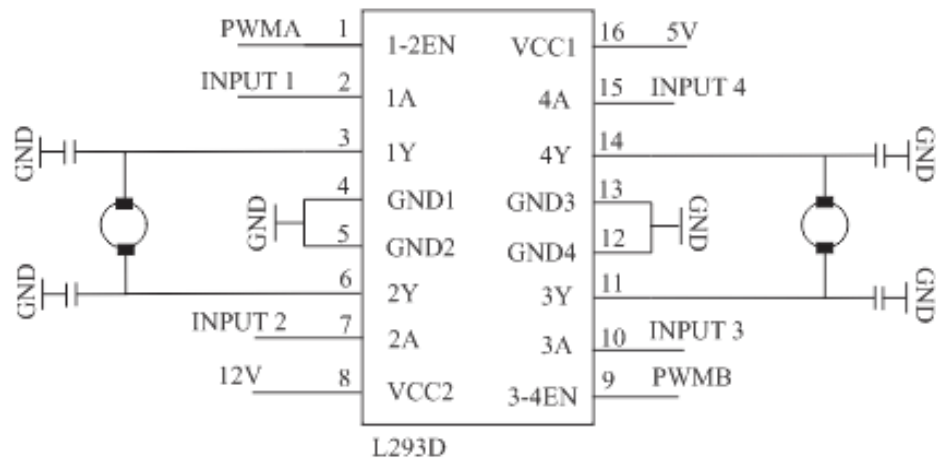 PWMA 1 1-2EN VCC1 16 5V
INPUT 1 2 1A 4A 15 INPUT 4
GND 3 1Y 4Y 14 GND
GND 4 GND1 GND3 13 GND
5 GND2 GND4 12
GND 6 2Y 3Y 11 GND
INPUT 2 7 2A 3A 10 INPUT 3
12V 8 VCC2 3-4EN 9 PWMB
L293D